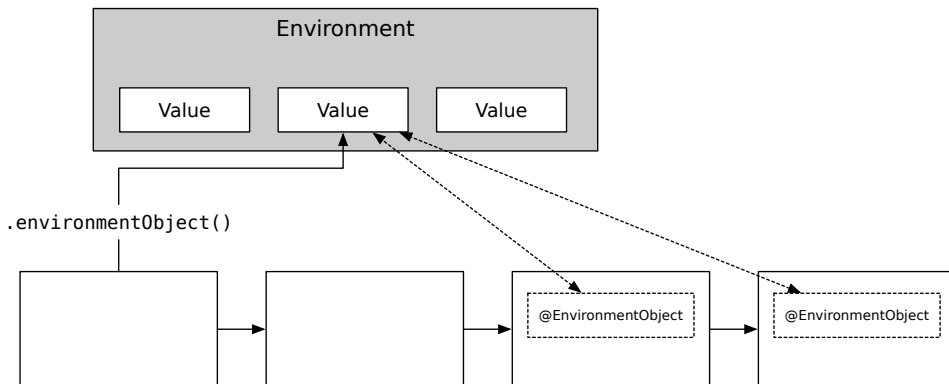 Environment
Value
Value
Value
.environmentObject()
@EnvironmentObject
@EnvironmentObject